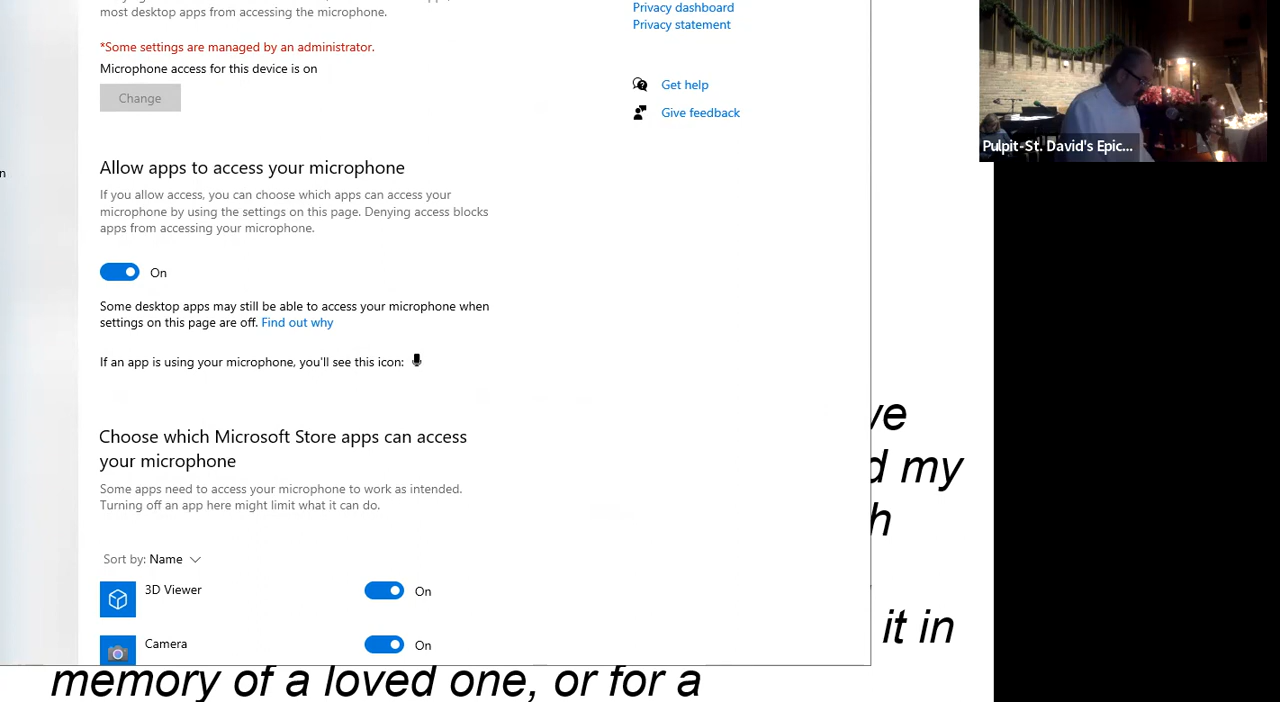 most desktop apps from accessing the microphone.
*Some settings are managed by an administrator.
Microphone access for this device is on
Change
Allow apps to access your microphone
If you allow access, you can choose which apps can access your
microphone by using the settings on this page. Denying access blocks
apps from accessing your microphone.
On
Some desktop apps may still be able to access your microphone when
settings on this page are off. Find out why
If an app is using your microphone, you'll see this icon:
Choose which Microsoft Store apps can access
your microphone
Some apps need to access your microphone to work as intended.
Turning off an app here might limit what it can do.
Sort by: Name
3D Viewer On
Camera On
Privacy dashboard
Privacy statement
Get help
Give feedback
Pulpit-St. David's Epic...
n
ve
d my
h
it in
memory of a loved one, or for a